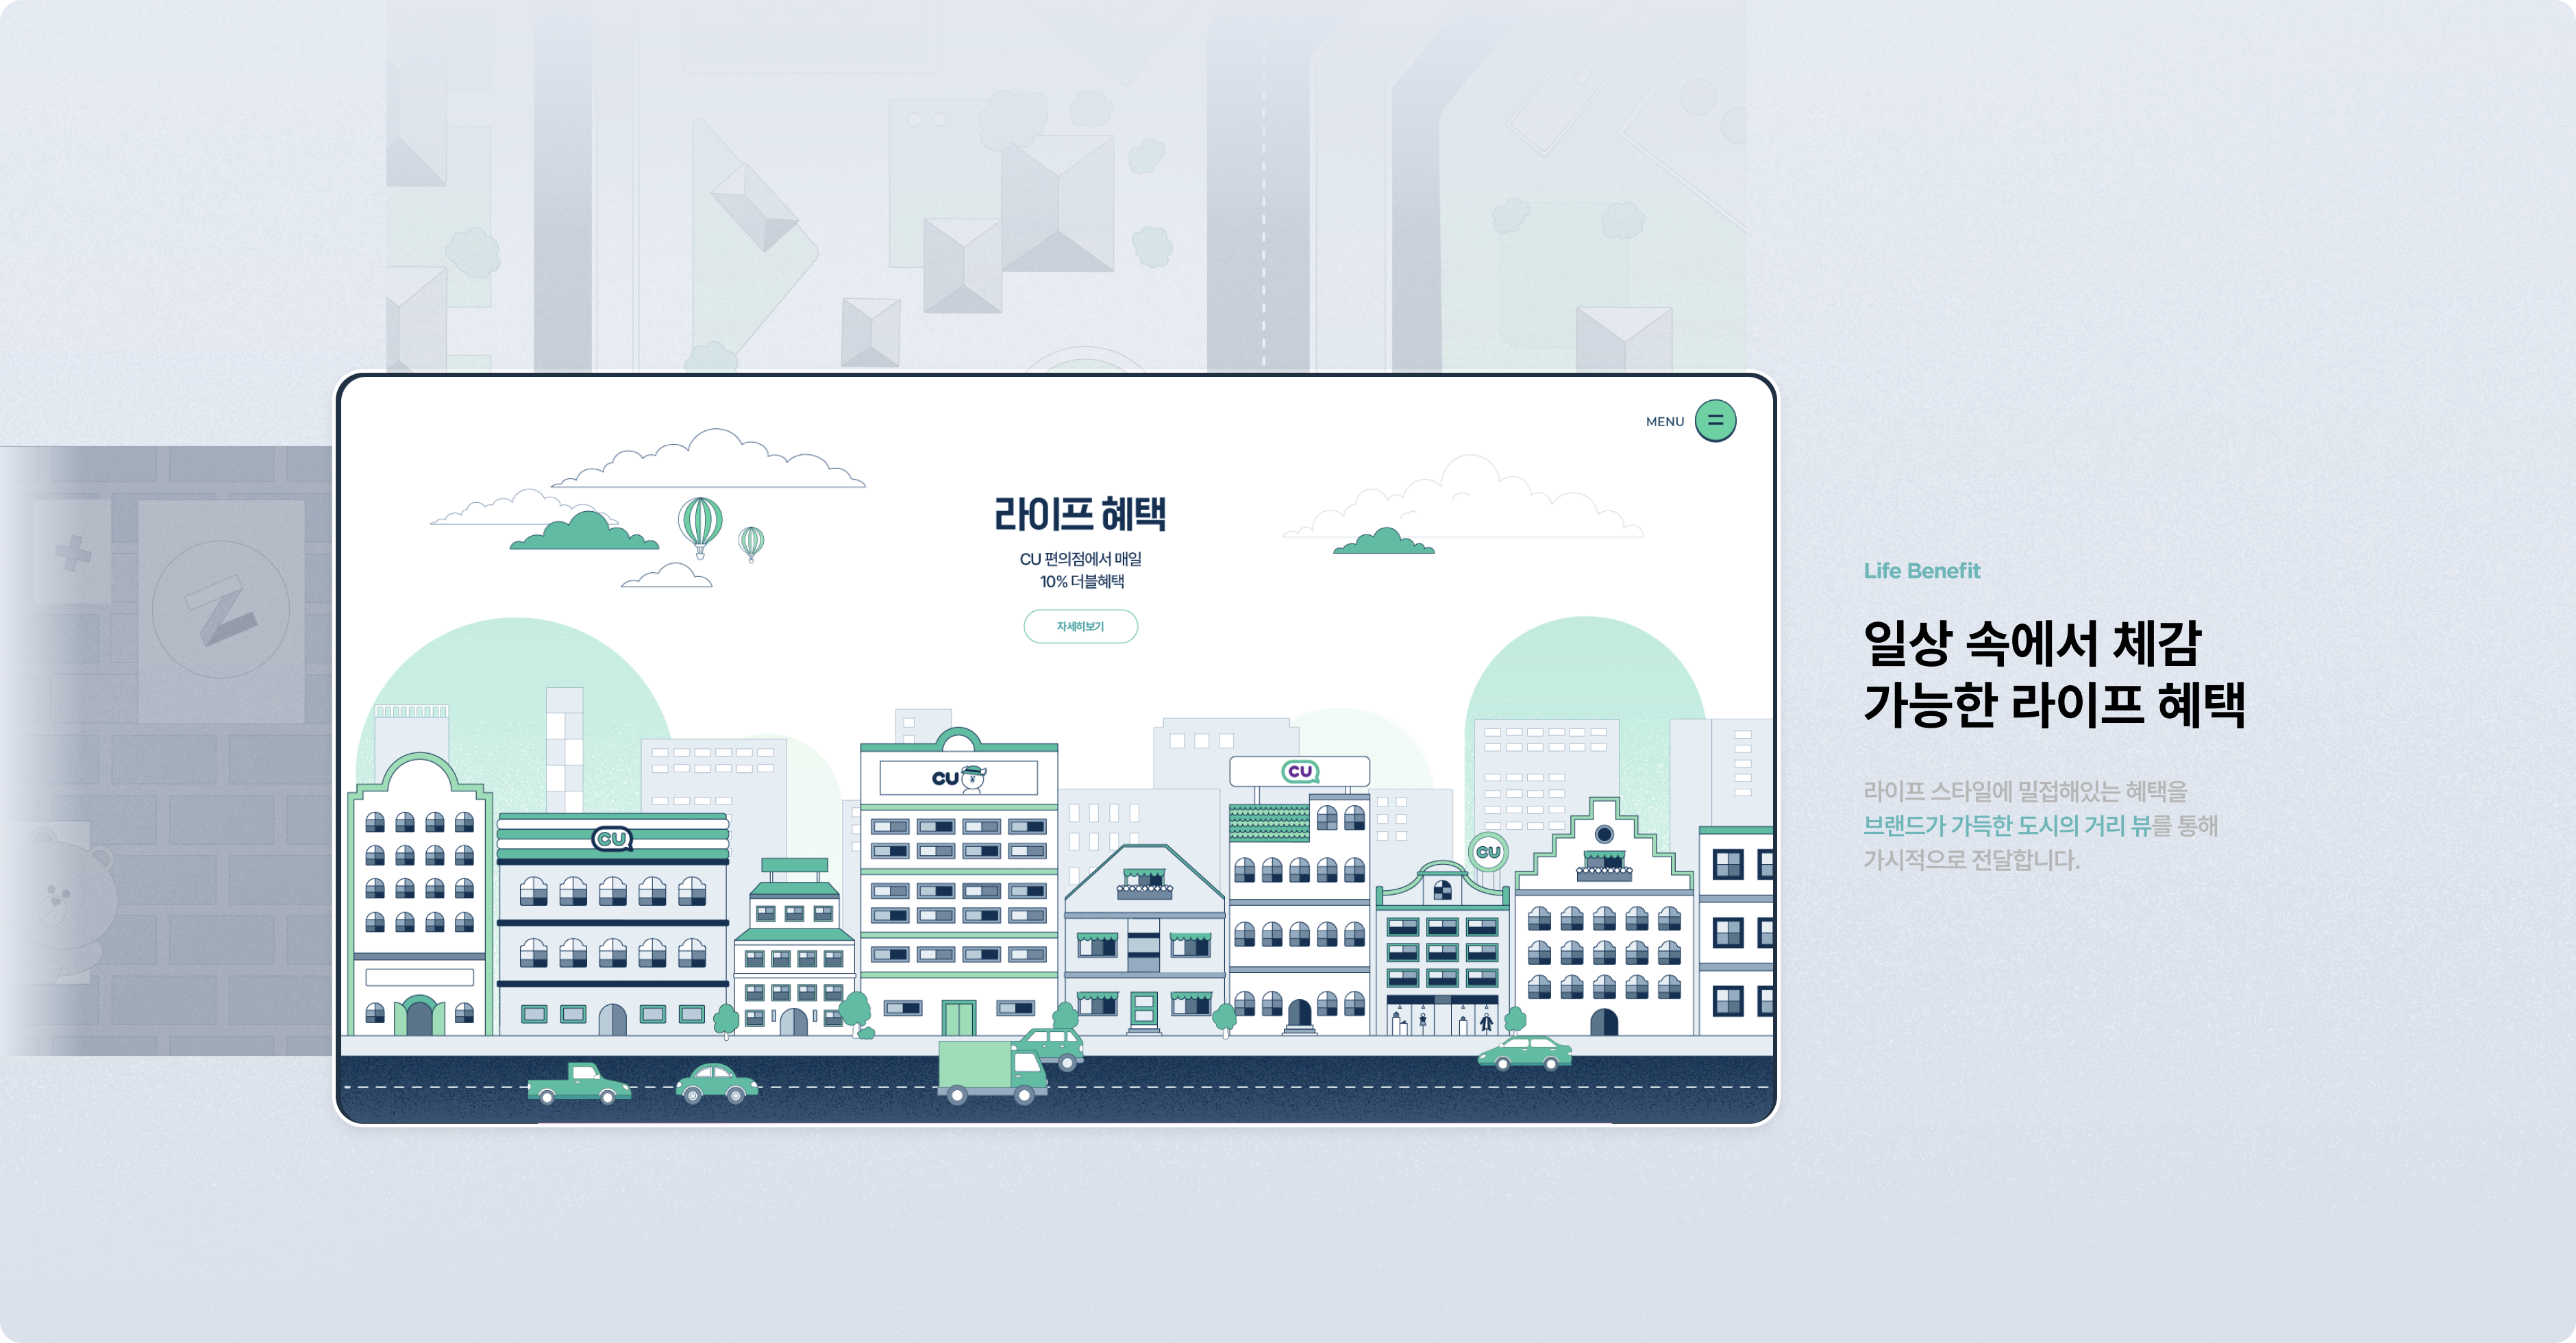 MENU
라이프 혜택
CU 편의점에서 매일
10% 더블혜택
자세히보기
CU
CU
CU
CU
N
Life Benefit
일상 속에서 체감
가능한 라이프 혜택
라이프 스타일에 밀접해있는 혜택을
브랜드가 가득한 도시의 거리 뷰를 통해
가시적으로 전달합니다.